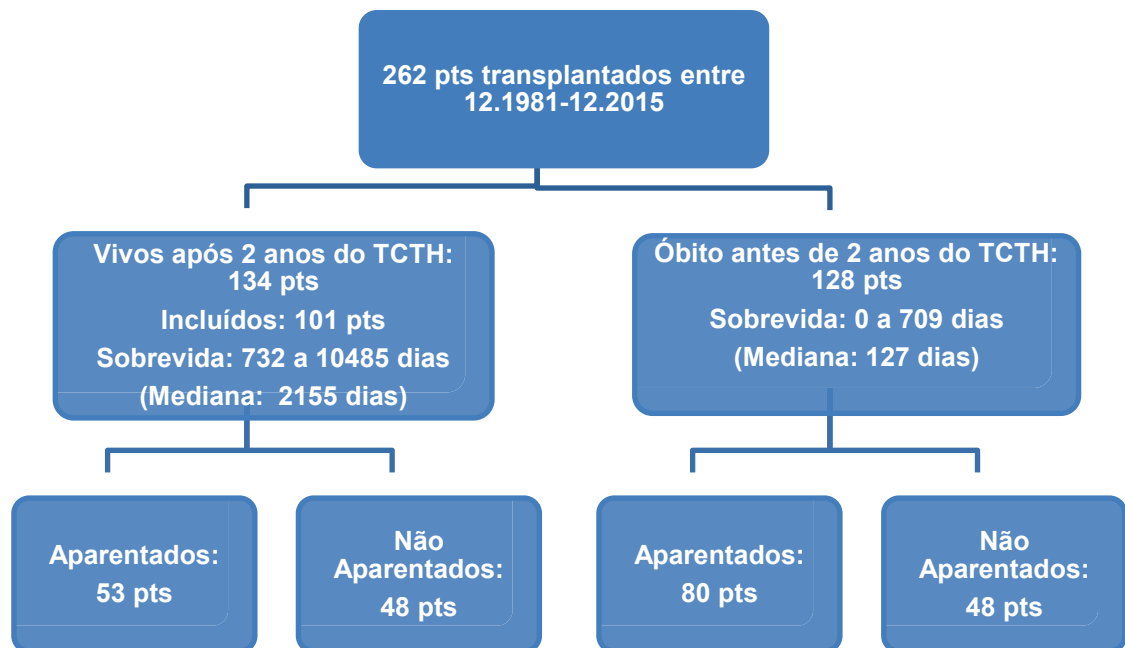 262 pts transplantados entre
12.1981-12.2015
Vivos após 2 anos do TCTH:
134 pts
Incluídos: 101 pts
Sobrevida: 732 a 10485 dias
(Mediana: 2155 dias)
Óbito antes de 2 anos do TCTH:
128 pts
Sobrevida: 0 a 709 dias
(Mediana: 127 dias)
Aparentados:
53 pts
Não
Aparentados:
48 pts
Aparentados:
80 pts
Não
Aparentados:
48 pts